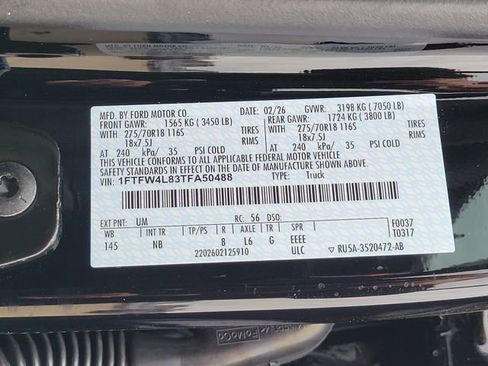 MFD. BY FORD MOTOR CO. 02/26 GVWR: 3198 KG (7050 LB)
FRONT GAWR: 1565 KG (3450 LB) REAR GAWR: 1724 KG (3800 LB)
275/70R18 116S TIRES 275/70R18 116S TIRES
18x7.5J RIMS 18x7.5J RIMS
AT 240 kPa/ 35 PSI COLD AT 240 kPa/ 35 PSI COLD
THIS VEHICLE CONFORMS TO ALL APPLICABLE FEDERAL MOTOR VEHICLE
SAFETY STANDARDS IN EFFECT ON THE DATE OF MANUFACTURE SHOWN ABOVE.
VIN: 1FTFW4L83TFA50488 TYPE: Truck
EXT PNT: UM RC: 56 DSO: F0037
WB TP/PS R AXLE TR SPR T0317
145 NB 8 L6 G EEEE
2202602125910 ULC ▽ RU5A-3520472-AB
FoMoCo